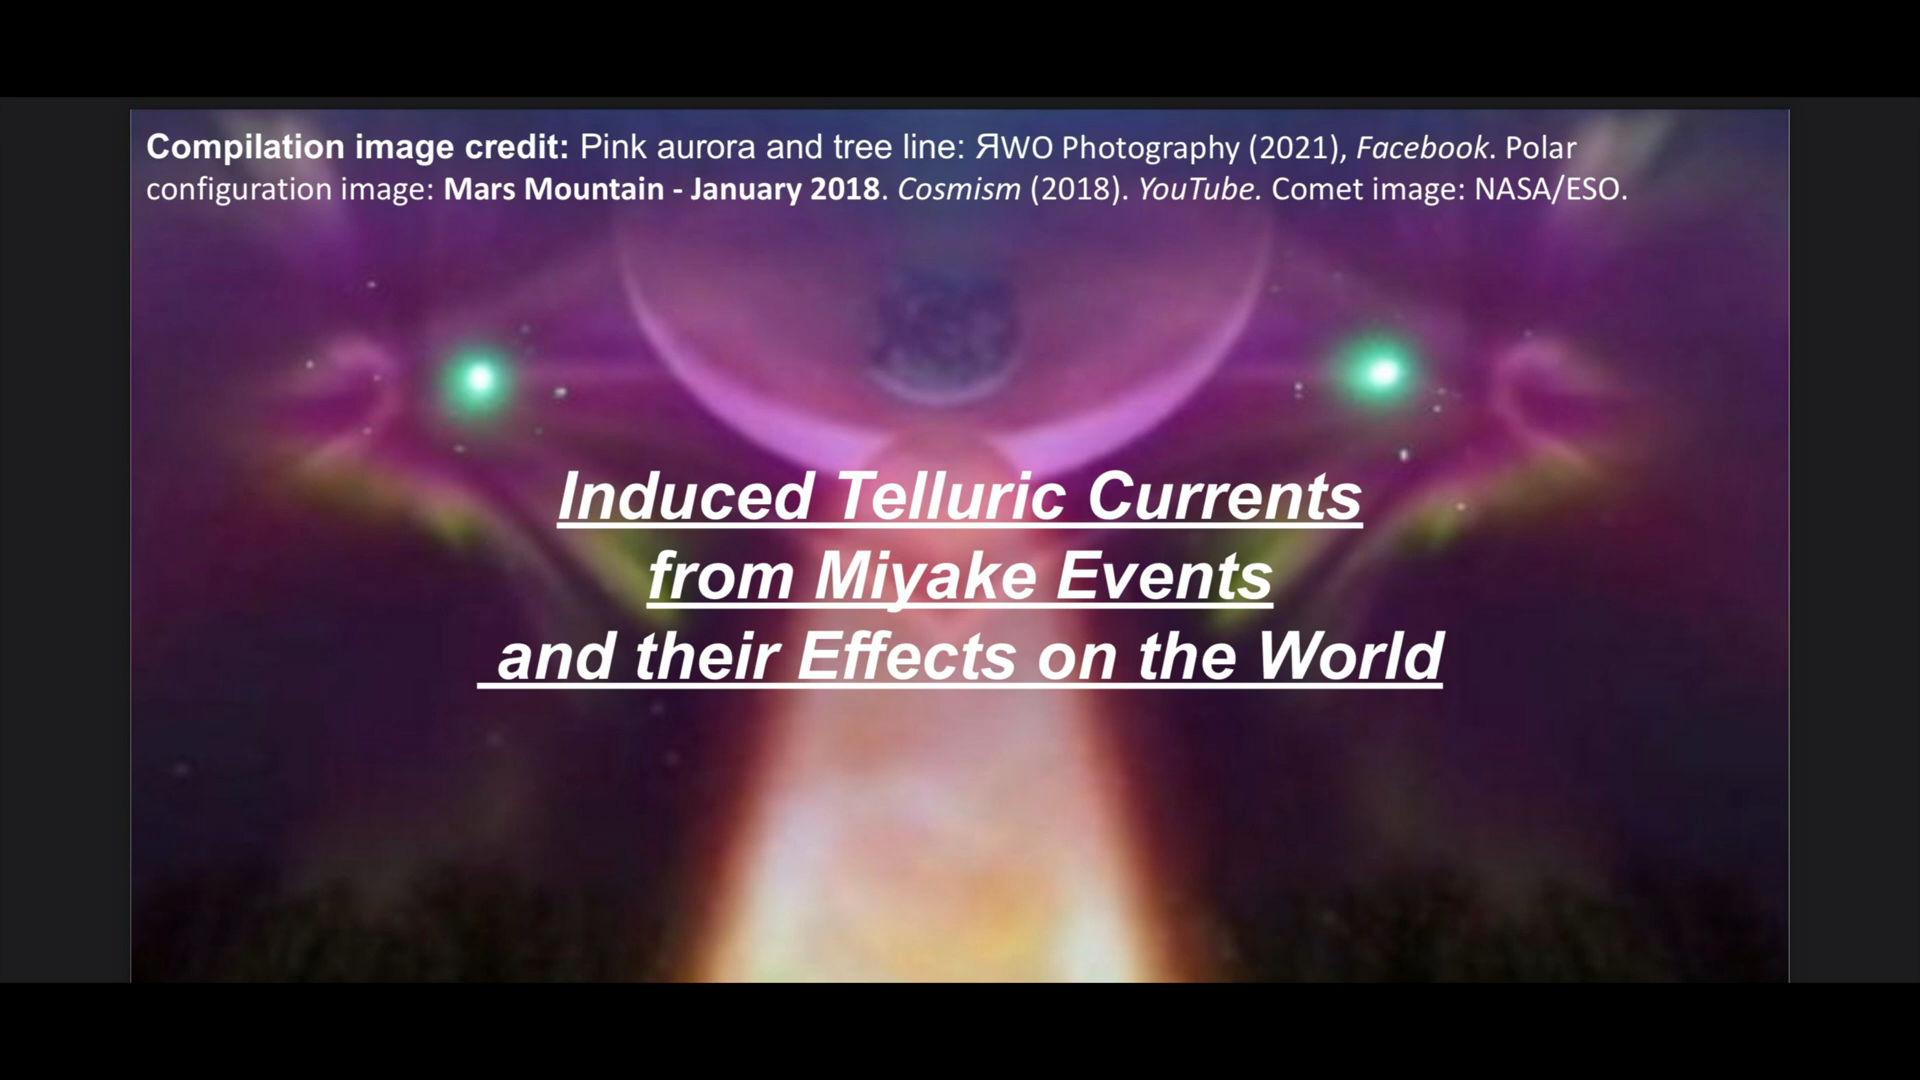 Compilation image credit: Pink aurora and tree line: ЯWO Photography (2021), Facebook. Polar
configuration image: Mars Mountain - January 2018. Cosmism (2018). YouTube. Comet image: NASA/ESO.
Induced Telluric Currents
from Miyake Events
and their Effects on the World